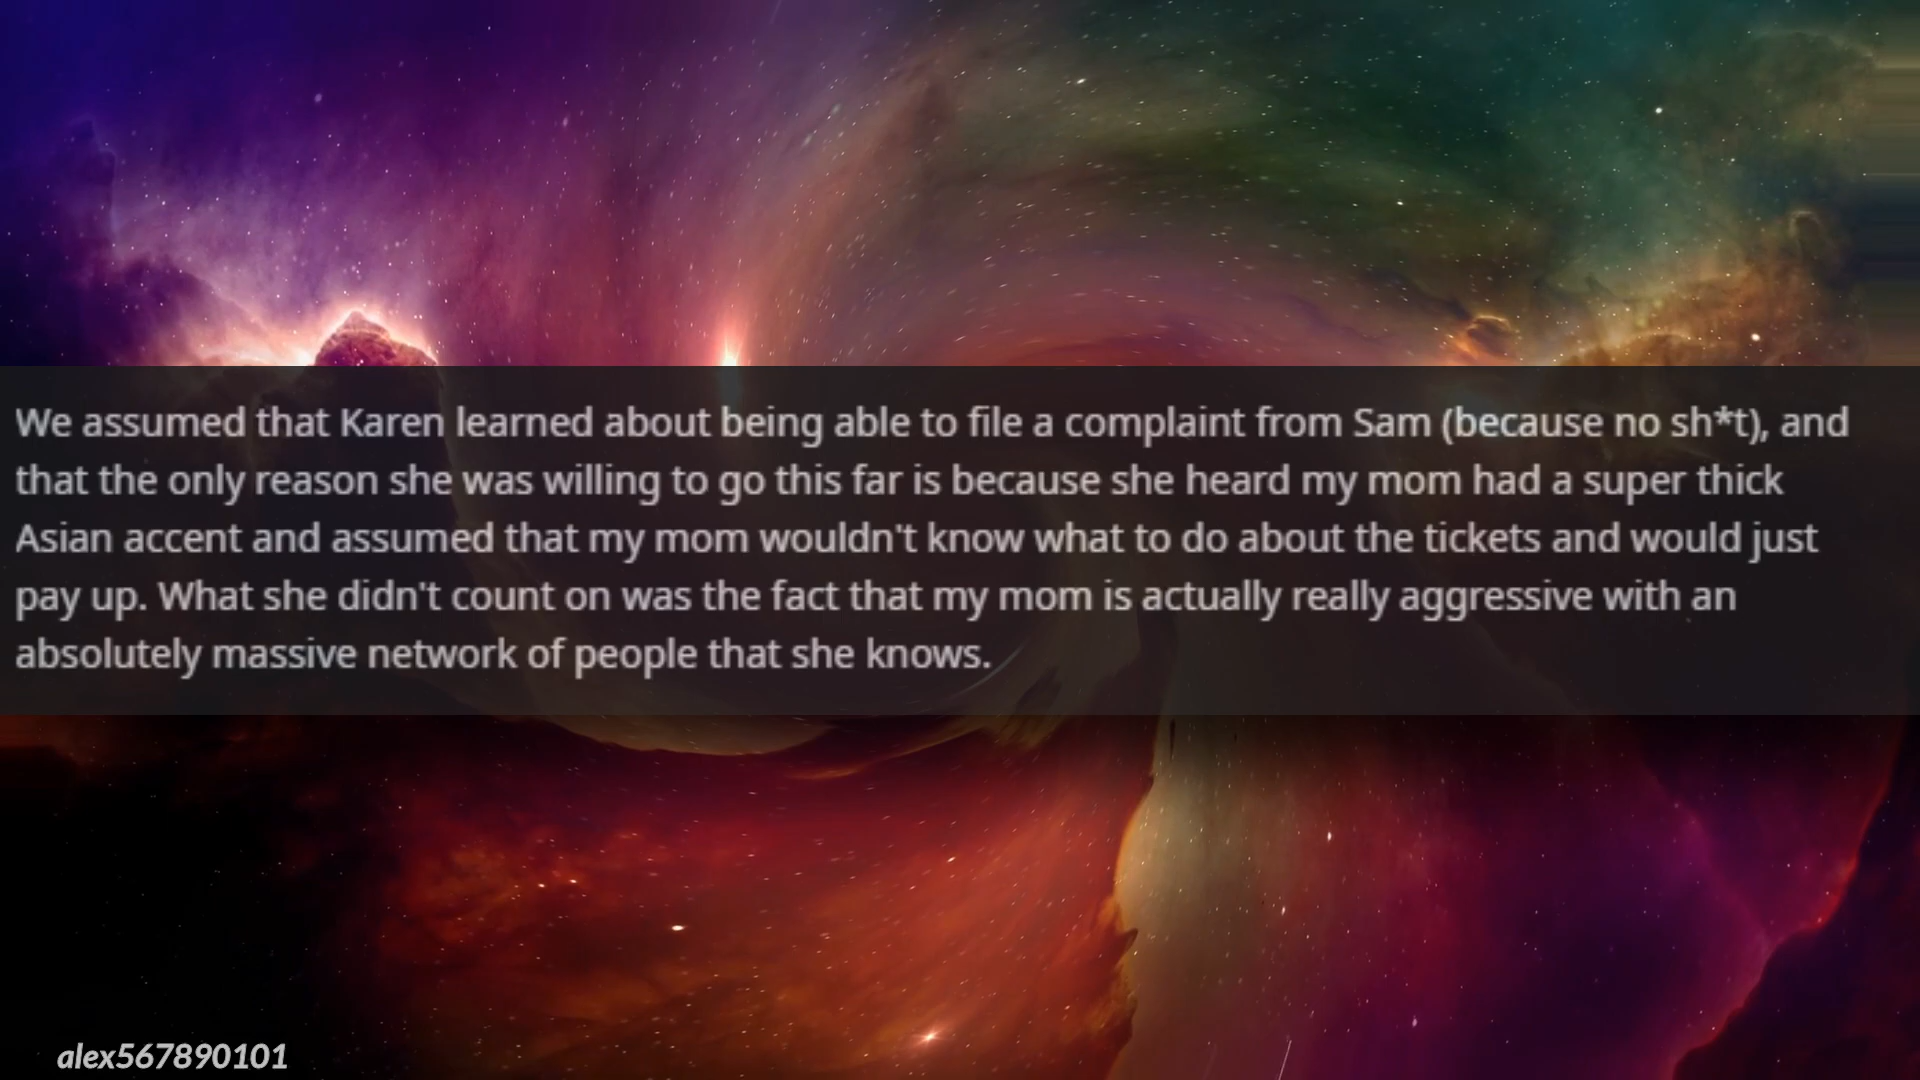 We assumed that Karen learned about being able to file a complaint from Sam (because no sh*t), and
that the only reason she was willing to go this far is because she heard my mom had a super thick
Asian accent and assumed that my mom wouldn't know what to do about the tickets and would just
pay up. What she didn't count on was the fact that my mom is actually really aggressive with an
absolutely massive network of people that she knows.
alex567890101